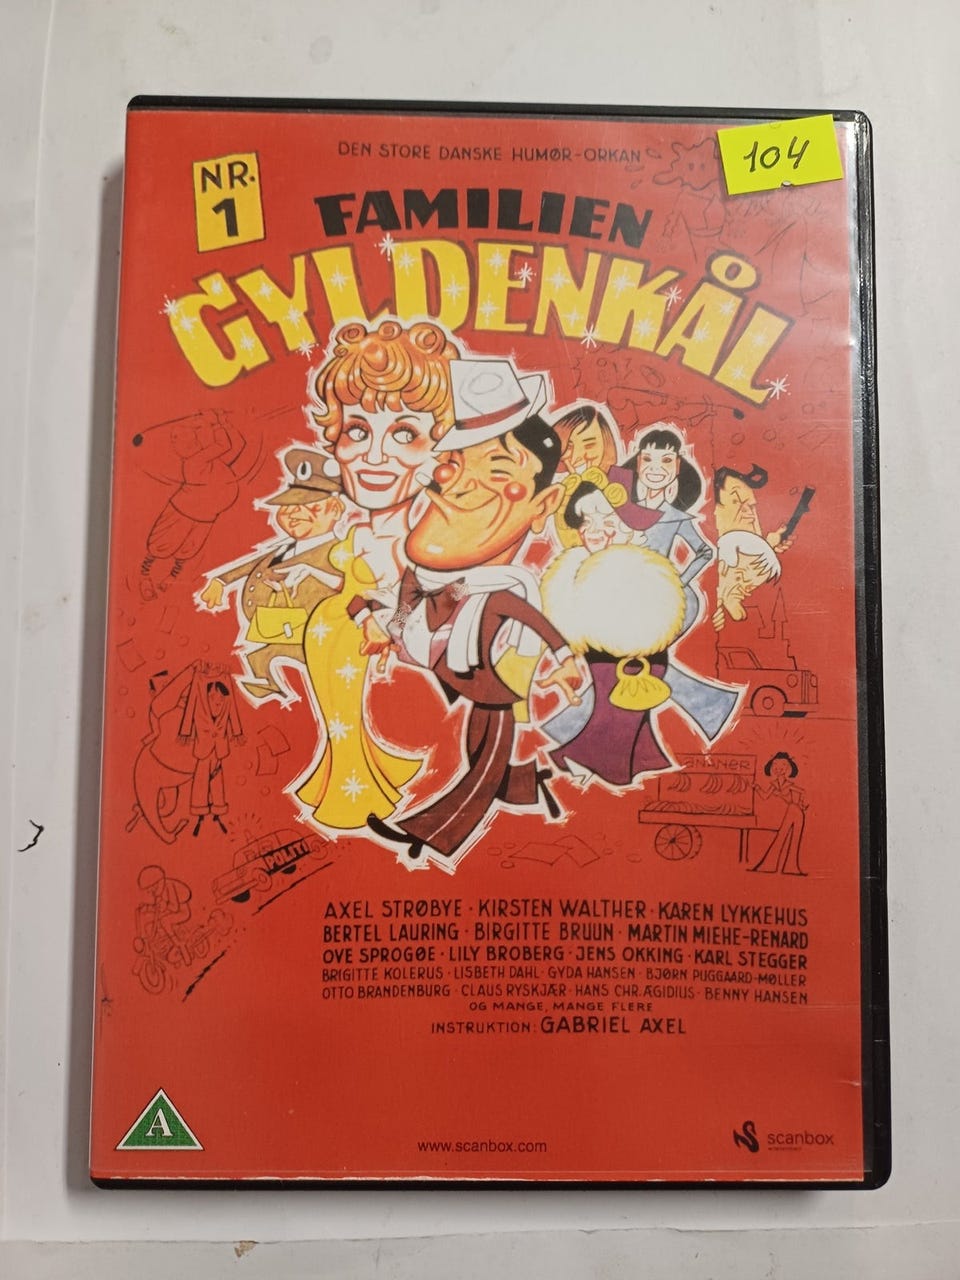 DEN STORE DANSKE HUMØR-ORKAN
104
NR.
1
FAMILIEN
GYLDENKÅL
ANANER
POLITI
AXEL STRØBYE · KIRSTEN WALTHER · KAREN LYKKEHUS
BERTEL LAURING · BIRGITTE BRUUN · MARTIN MIEHE-RENARD
OVE SPROGØE · LILY BROBERG · JENS OKKING · KARL STEGGER
BRIGITTE KOLERUS · LISBETH DAHL · GYDA HANSEN · BJØRN PUGGAARD-MØLLER
OTTO BRANDENBURG · CLAUS RYSKJÆR · HANS CHR. ÆGIDIUS · BENNY HANSEN
OG MANGE, MANGE FLERE
INSTRUKTION: GABRIEL AXEL
A
www.scanbox.com
scanbox